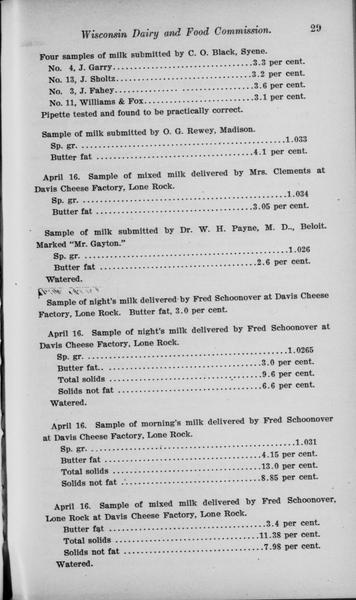 Wisconsin Dairy and Food Commission. 29
Four samples of milk submitted by C. O. Black, Syene.
No. 4, J. Garry..............................3.3 per cent.
No. 13, J. Sholtz............................3.2 per cent.
No. 3, J. Fahey..............................3.6 per cent.
No. 11, Williams & Fox.......................3.1 per cent.
Pipette tested and found to be practically correct.
Sample of milk submitted by O. G. Rewey, Madison.
Sp. gr.......................................1.033
Butter fat ..................................4.1 per cent.
April 16. Sample of mixed milk delivered by Mrs. Clements at
Davis Cheese Factory, Lone Rock.
Sp. gr.......................................1.034
Butter fat ..................................3.05 per cent.
Sample of milk submitted by Dr. W. H. Payne, M. D.., Beloit.
Marked "Mr. Gayton."
Sp. gr.......................................1.026
Butter fat ..................................2.6 per cent.
Watered.
Sample of night's milk delivered by Fred Schoonover at Davis Cheese
Factory, Lone Rock. Butter fat, 3.0 per cent.
April 16. Sample of night's milk delivered by Fred Schoonover at
Davis Cheese Factory, Lone Rock.
Sp. gr.......................................1.0265
Butter fat.. ................................3.0 per cent.
Total solids ................................9.6 per cent.
Solids not fat ..............................6.6 per cent.
Watered.
April 16. Sample of morning's milk delivered by Fred Schoonover
at Davis Cheese Factory, Lone Rock.
Sp. gr.......................................1.031
Butter fat ..................................4.15 per cent.
Total solids ................................13.0 per cent.
Solids not fat ..............................8.85 per cent.
April 16. Sample of mixed milk delivered by Fred Schoonover,
Lone Rock at Davis Cheese Factory, Lone Rock.
Butter fat ..................................3.4 per cent.
Total solids ................................11.38 per cent.
Solids not fat ..............................7.98 per cent.
Watered.